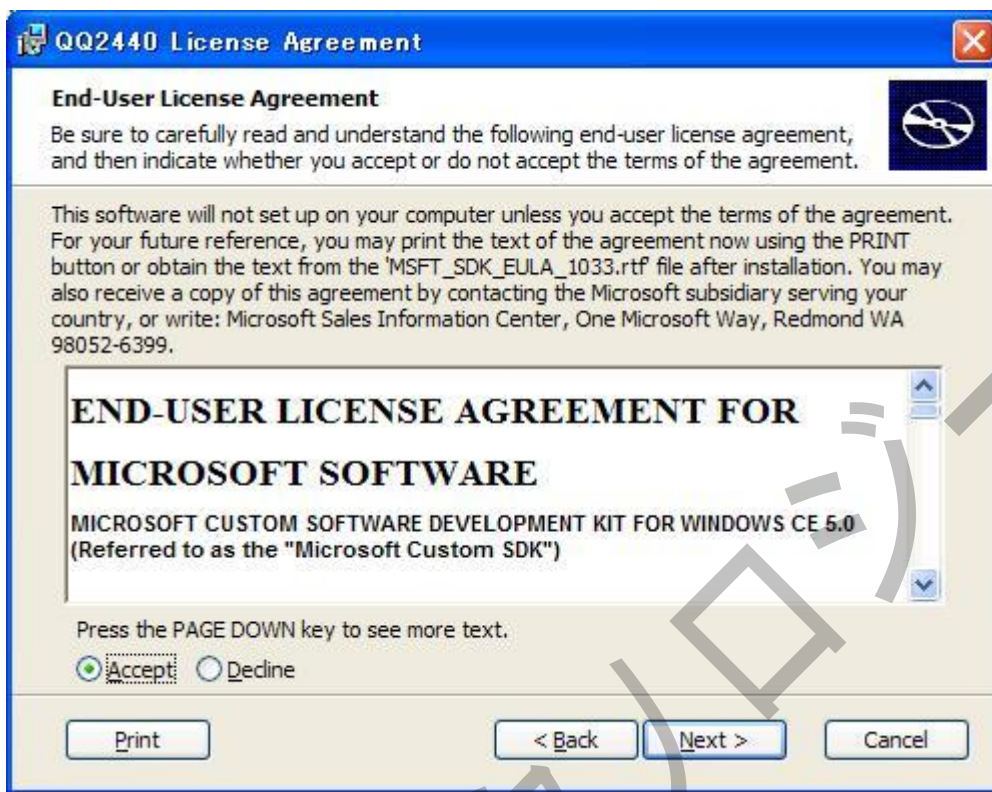 QQ2440 License Agreement
End-User License Agreement
Be sure to carefully read and understand the following end-user license agreement,
and then indicate whether you accept or do not accept the terms of the agreement.
This software will not set up on your computer unless you accept the terms of the agreement.
For your future reference, you may print the text of the agreement now using the PRINT
button or obtain the text from the 'MSFT_SDK_EULA_1033.rtf' file after installation. You may
also receive a copy of this agreement by contacting the Microsoft subsidiary serving your
country, or write: Microsoft Sales Information Center, One Microsoft Way, Redmond WA
98052-6399.
END-USER LICENSE AGREEMENT FOR
MICROSOFT SOFTWARE
MICROSOFT CUSTOM SOFTWARE DEVELOPMENT KIT FOR WINDOWS CE 5.0
(Referred to as the "Microsoft Custom SDK")
Press the PAGE DOWN key to see more text.
Accept Decline
Print < Back Next > Cancel